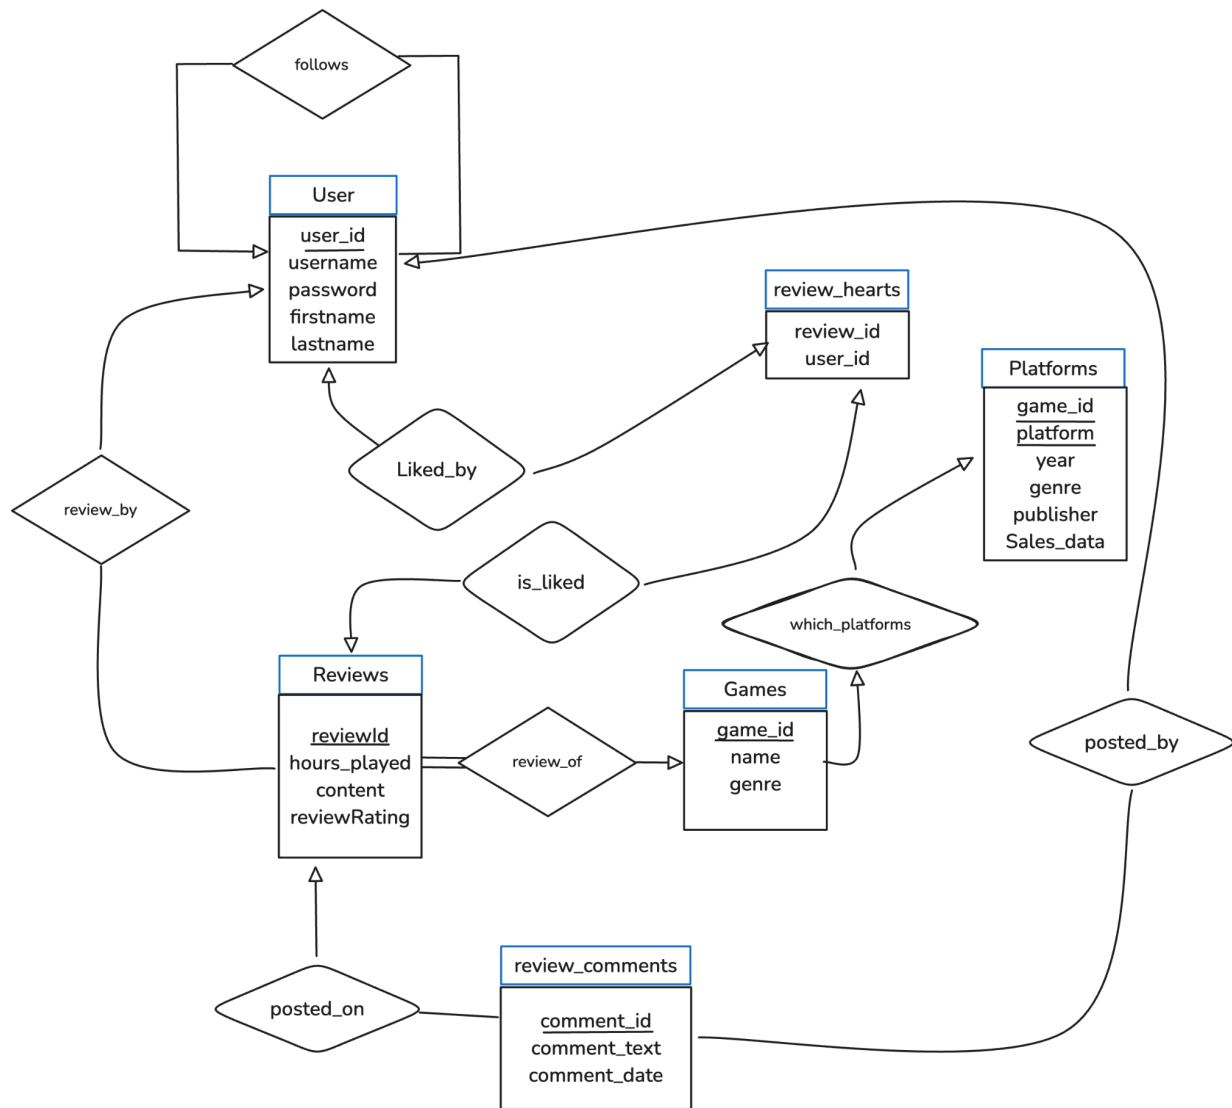 follows
User
user_id
username
password
firstname
lastname
review_hearts
review_id
user_id
Platforms
game_id
platform
year
genre
publisher
Sales_data
Liked_by
review_by
is_liked
which_platforms
Reviews
reviewId
hours_played
content
reviewRating
review_of
Games
game_id
name
genre
posted_by
posted_on
review_comments
comment_id
comment_text
comment_date